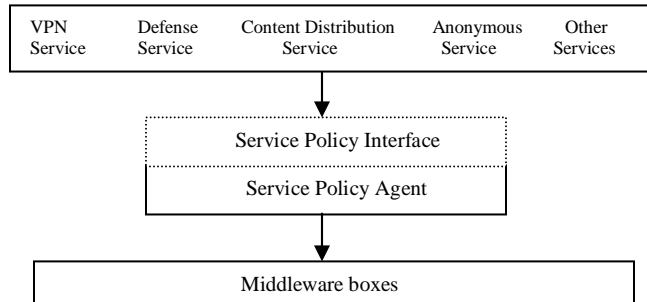 VPN Defense Content Distribution Anonymous Other
Service Service Service Service Services
Service Policy Interface
Service Policy Agent
Middleware boxes